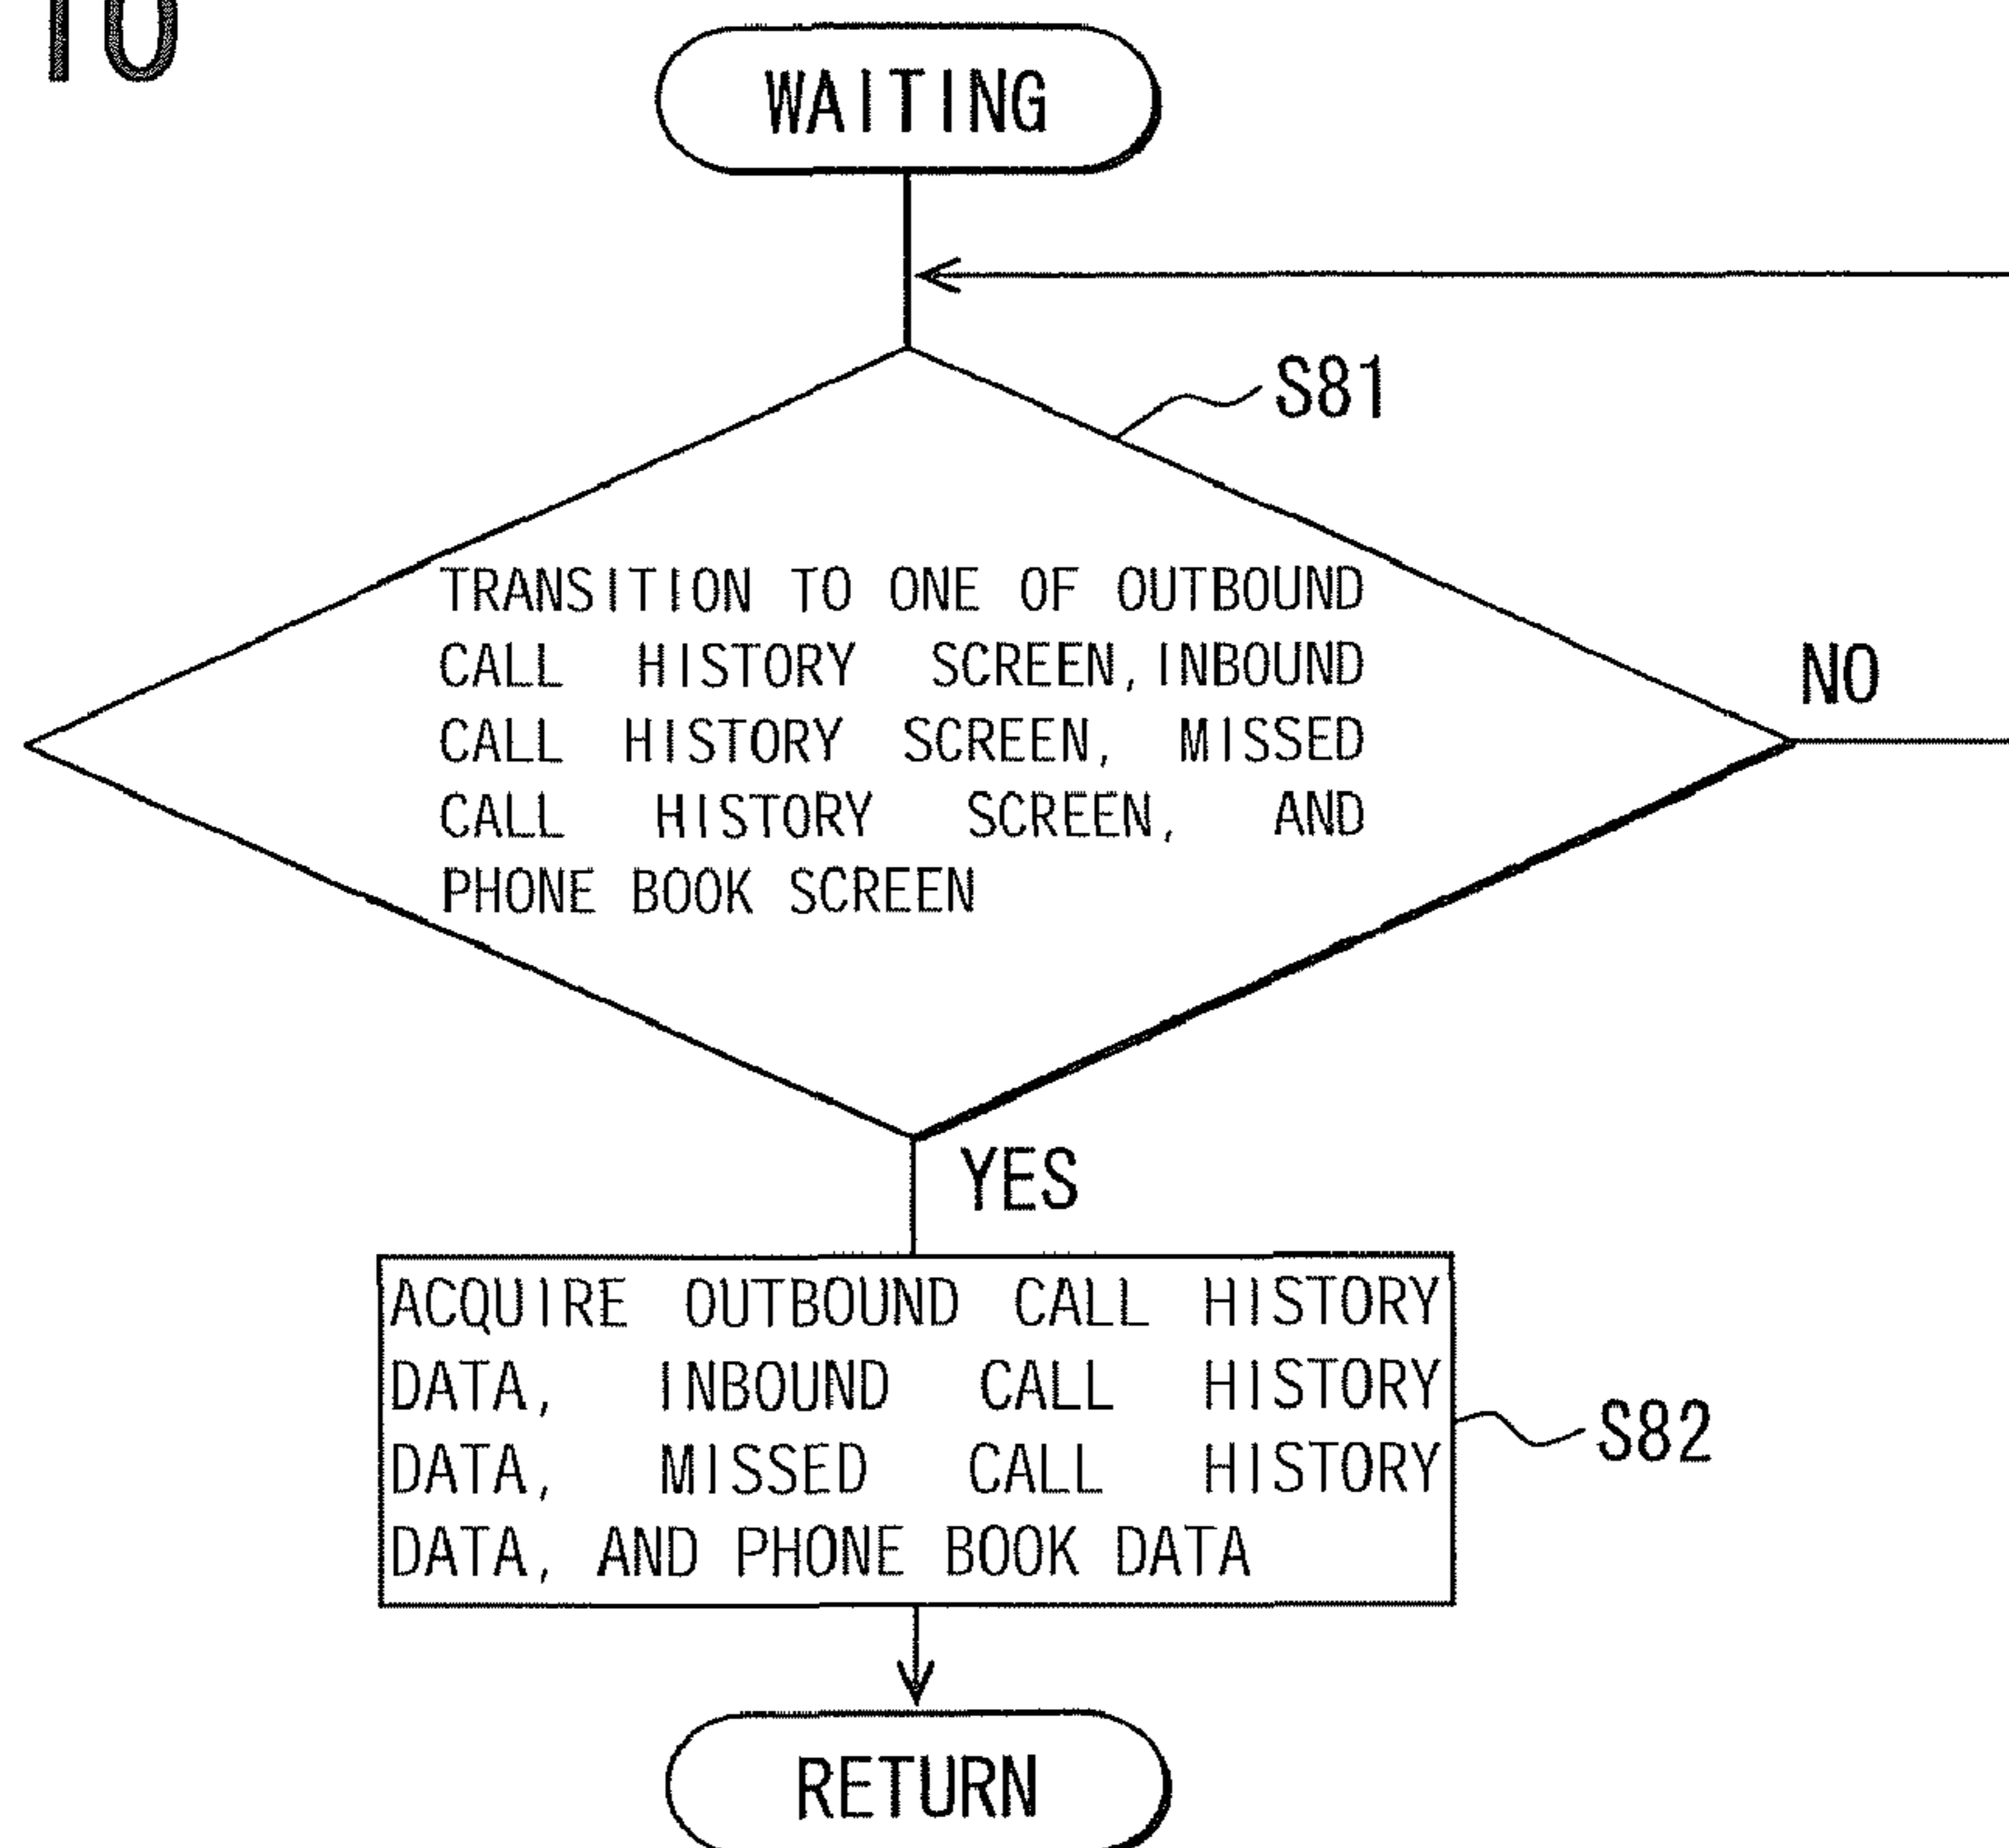 10
WAITING
S81
TRANSITION TO ONE OF OUTBOUND
CALL HISTORY SCREEN, INBOUND
CALL HISTORY SCREEN, MISSED
CALL HISTORY SCREEN, AND
PHONE BOOK SCREEN
NO
YES
ACQUIRE OUTBOUND CALL HISTORY
DATA, INBOUND CALL HISTORY
DATA, MISSED CALL HISTORY
DATA, AND PHONE BOOK DATA
S82
RETURN